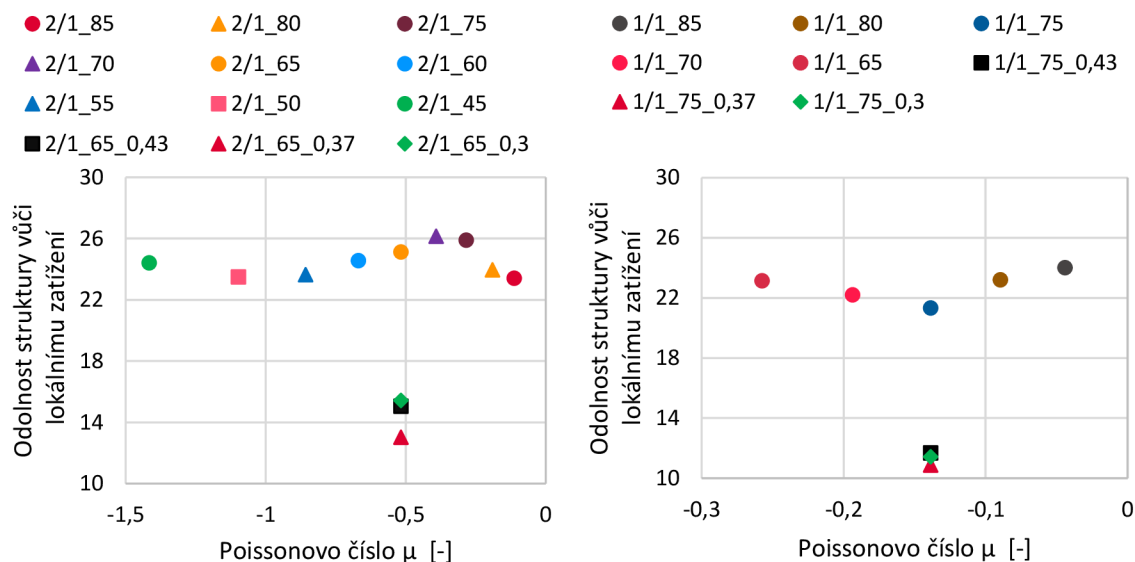 2/1_85 2/1_80 2/1_75
2/1_70 2/1_65 2/1_60
2/1_55 2/1_50 2/1_45
2/1_65_0,43 2/1_65_0,37 2/1_65_0,3
30
26
22
18
14
10
-1,5 -1 -0,5 0
Odolnost struktury vůči
lokálnímu zatížení
Poissonovo číslo µ [-]
1/1_85 1/1_80 1/1_75
1/1_70 1/1_65 1/1_75_0,43
1/1_75_0,37 1/1_75_0,3
30
26
22
18
14
10
-0,3 -0,2 -0,1 0
Odolnost struktury vůči
lokálnímu zatížení
Poissonovo číslo µ [-]